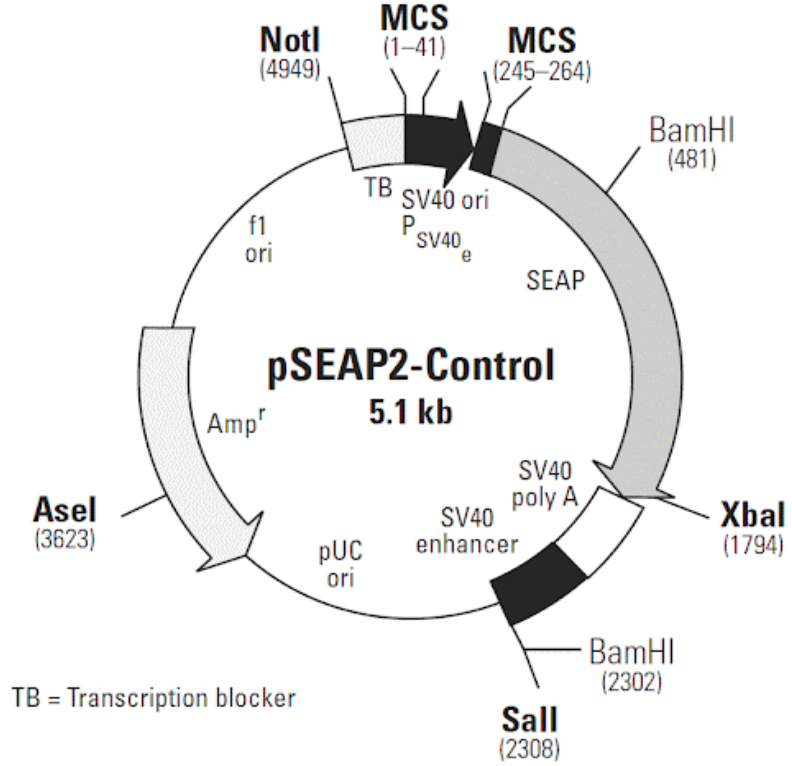 MCS
(1–41)
NotI
(4949)
MCS
(245–264)
BamHI
(481)
TB
SV40 ori
PSV40e
f1
ori
SEAP
pSEAP2-Control
5.1 kb
Ampr
SV40
poly A
SV40
enhancer
AseI
(3623)
XbaI
(1794)
pUC
ori
BamHI
(2302)
TB = Transcription blocker
SalI
(2308)